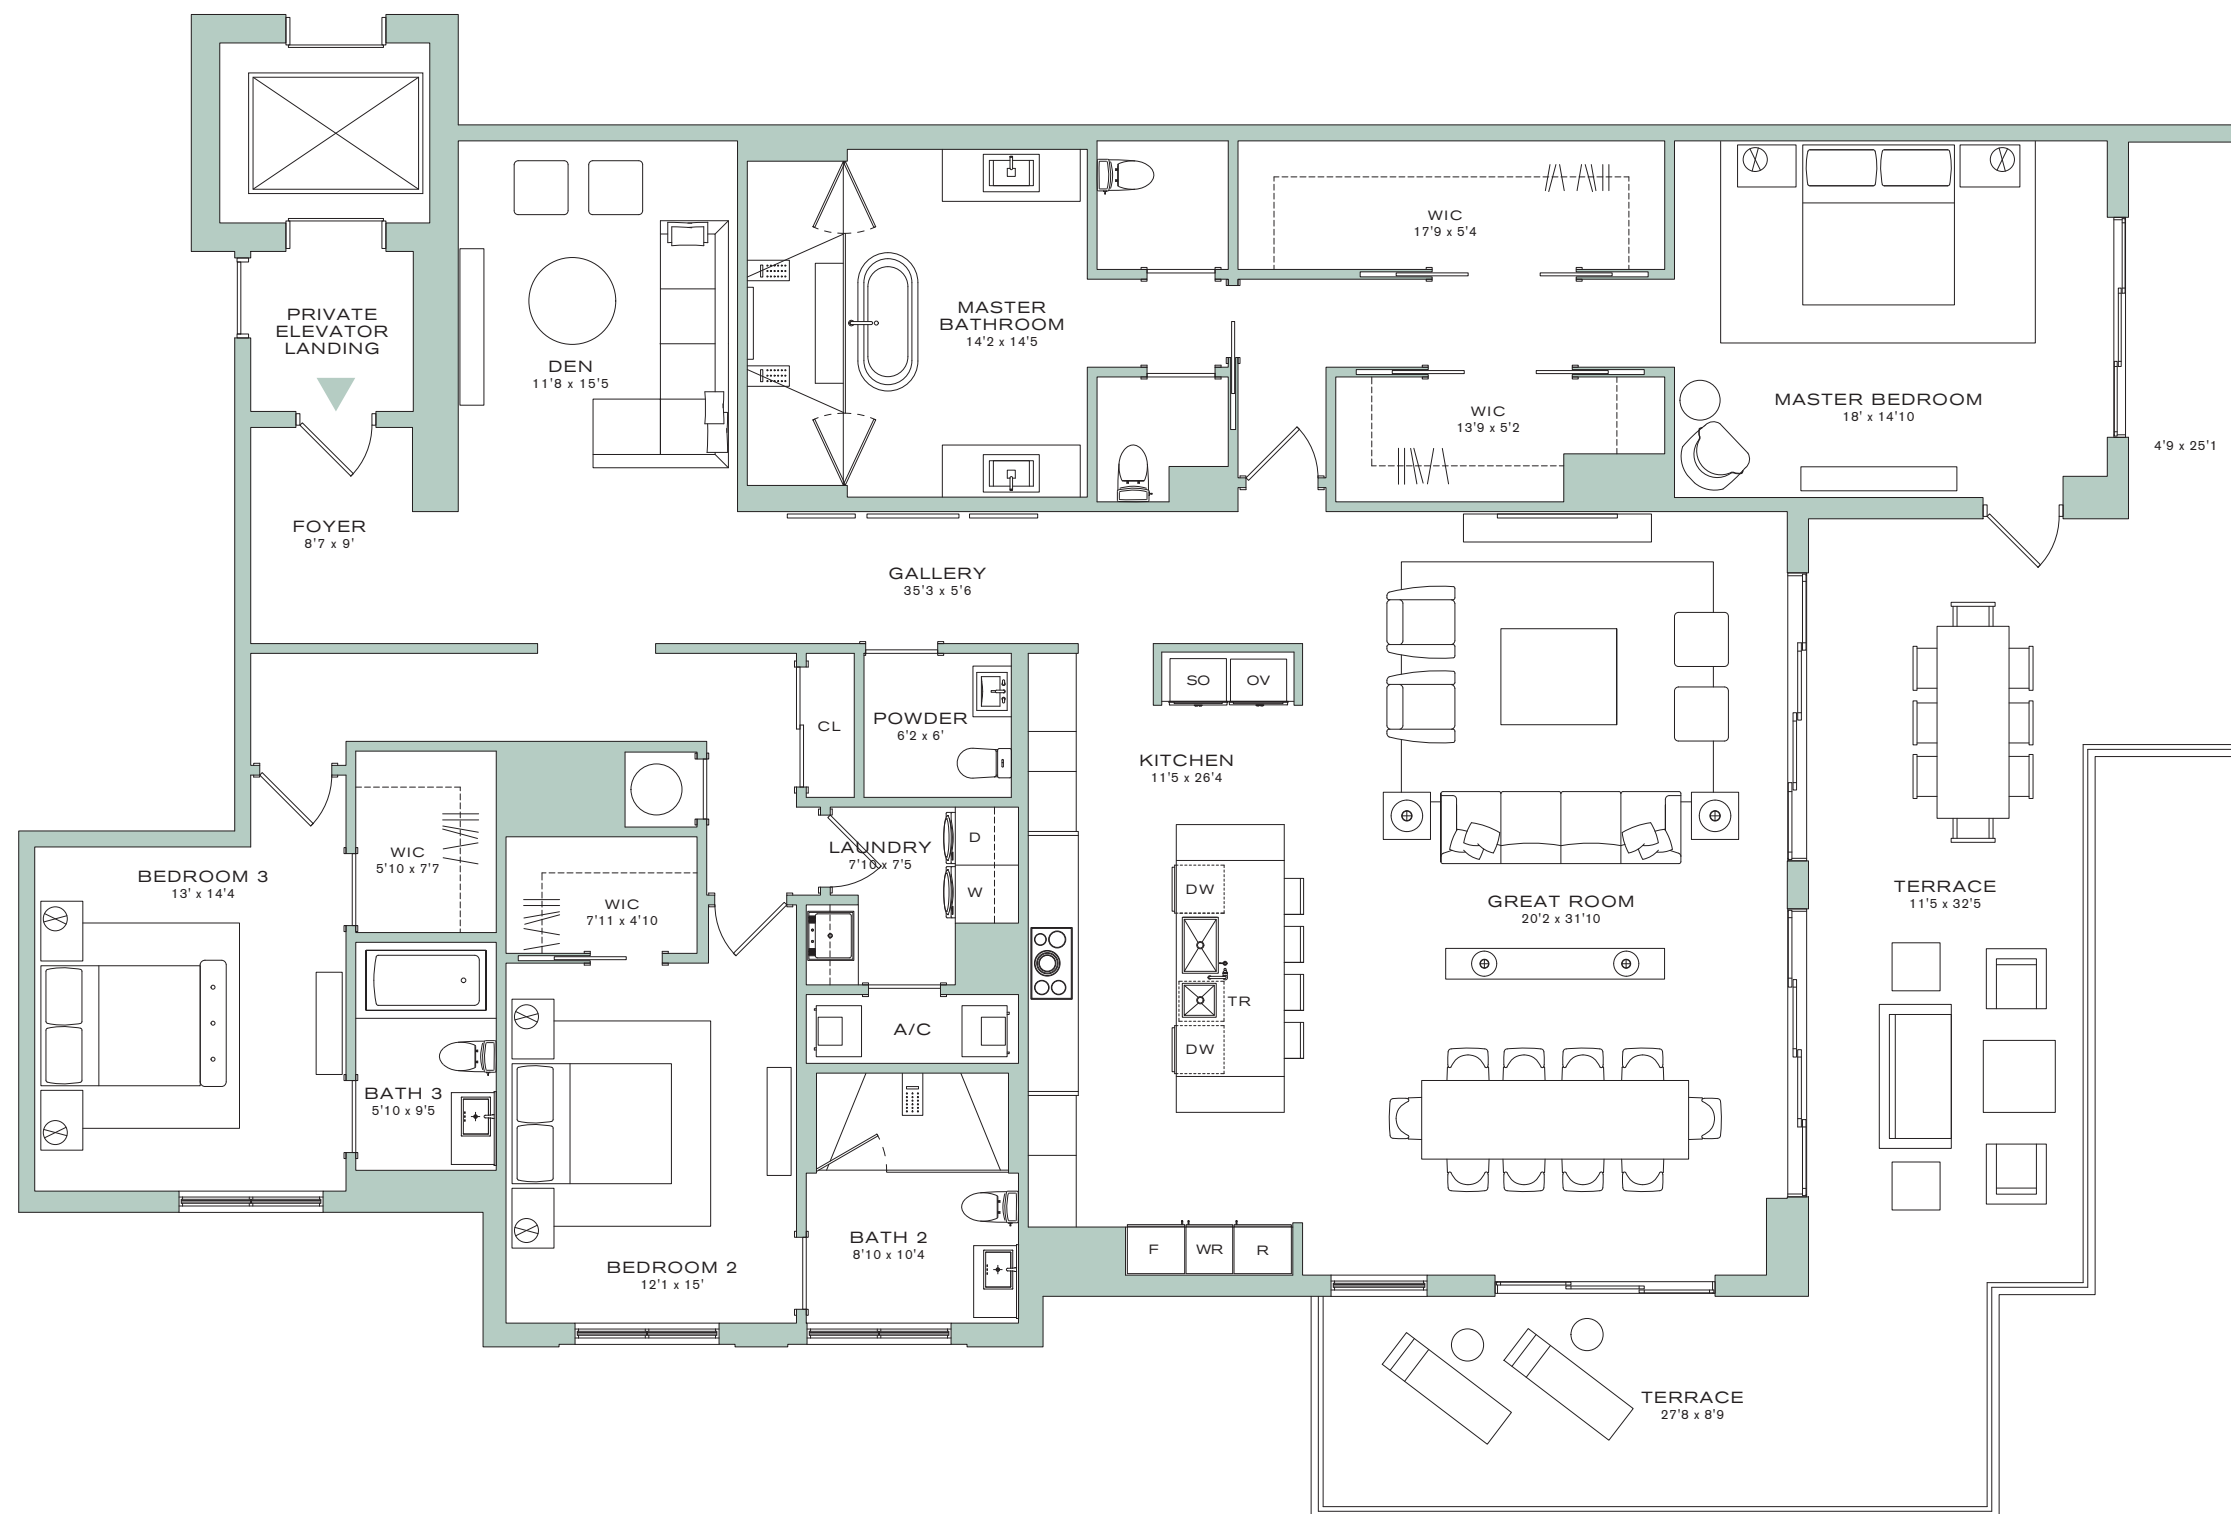 WIC
17'9 x 5'4
PRIVATE
ELEVATOR
LANDING
MASTER
BATHROOM
14'2 x 14'5
DEN
11'8 x 15'5
MASTER BEDROOM
18' x 14'10
WIC
13'9 x 5'2
4'9 x 25'1
FOYER
8'7 x 9'
GALLERY
35'3 x 5'6
SO
OV
CL
POWDER
6'2 x 6'
KITCHEN
11'5 x 26'4
WIC
5'10 x 7'7
LAUNDRY
7'10 x 7'5
D
W
BEDROOM 3
13' x 14'4
WIC
7'11 x 4'10
DW
GREAT ROOM
20'2 x 31'10
TERRACE
11'5 x 32'5
TR
A/C
DW
BATH 3
5'10 x 9'5
BATH 2
8'10 x 10'4
F
WR
R
BEDROOM 2
12'1 x 15'
TERRACE
27'8 x 8'9